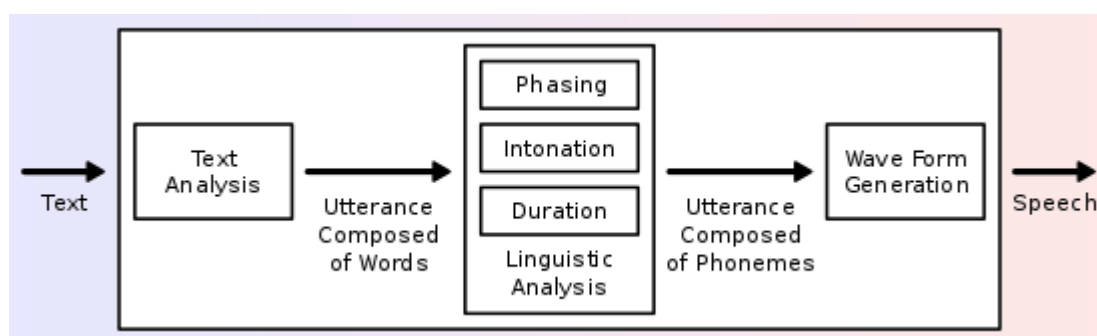 Text
Text
Analysis
Utterance
Composed
of Words
Phasing
Intonation
Duration
Linguistic
Analysis
Utterance
Composed
of Phonemes
Wave Form
Generation
Speech